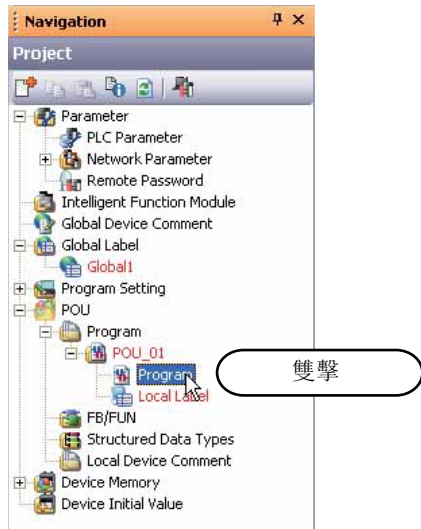 Navigation
Project
Parameter
PLC Parameter
Network Parameter
Remote Password
Intelligent Function Module
Global Device Comment
Global Label
Global1
Program Setting
POU
Program
POU_01
Program
雙擊
Local Label
FB/FUN
Structured Data Types
Local Device Comment
Device Memory
Device Initial Value